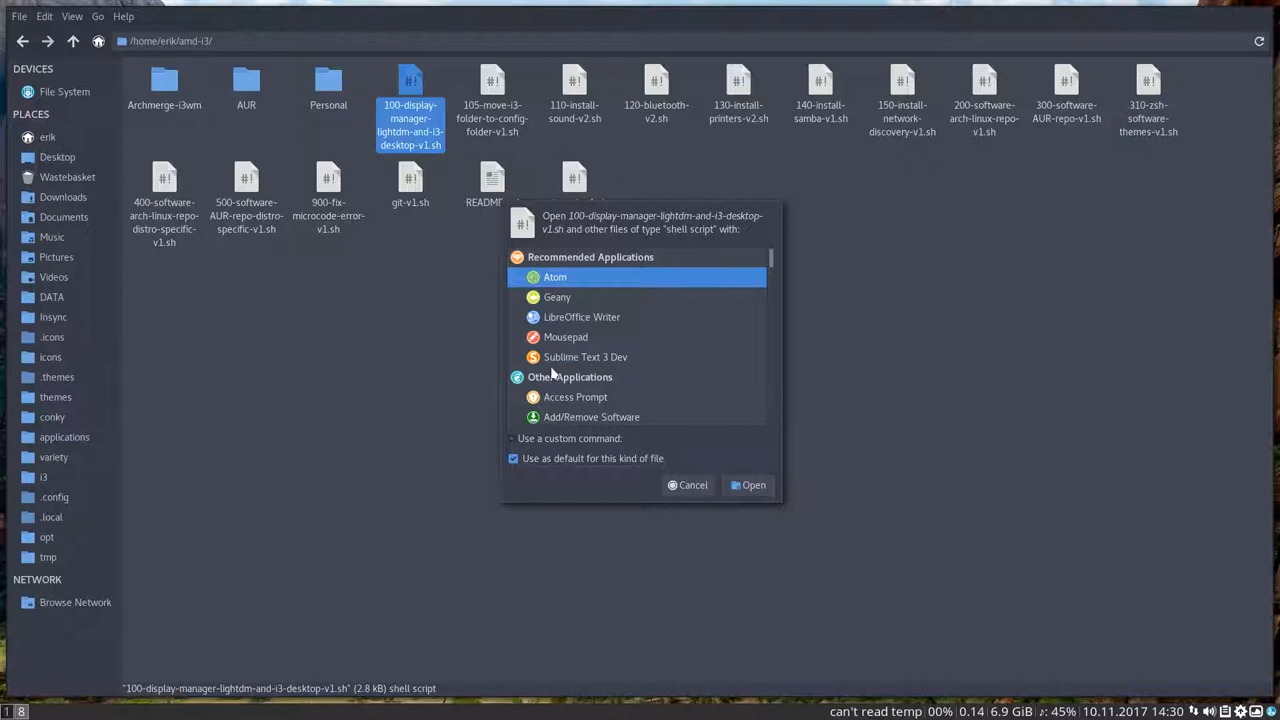 File Edit View Go Help
/home/erik/amd-i3/
DEVICES
File System
PLACES
erik
Desktop
Wastebasket
Downloads
Documents
Music
Pictures
Videos
DATA
Insync
.icons
icons
.themes
themes
conky
applications
variety
i3
.config
.local
opt
tmp
NETWORK
Browse Network
Archmerge-i3wm
AUR
Personal
100-display-
manager-
lightdm-and-i3-
desktop-v1.sh
105-move-i3-
folder-to-config-
folder-v1.sh
110-install-
sound-v2.sh
120-bluetooth-
v2.sh
130-install-
printers-v2.sh
140-install-
samba-v1.sh
150-install-
network-
discovery-v1.sh
200-software-
arch-linux-repo-
v1.sh
300-software-
AUR-repo-v1.sh
310-zsh-
software-
themes-v1.sh
400-software-
arch-linux-repo-
distro-specific-
v1.sh
500-software-
AUR-repo-distro-
specific-v1.sh
900-fix-
microcode-error-
v1.sh
git-v1.sh
Open 100-display-manager-lightdm-and-i3-desktop-
v1.sh and other files of type "shell script" with:
Recommended Applications
Atom
Geany
LibreOffice Writer
Mousepad
Sublime Text 3 Dev
Other Applications
Access Prompt
Add/Remove Software
Use a custom command:
Use as default for this kind of file
Cancel
Open
"100-display-manager-lightdm-and-i3-desktop-v1.sh" (2.8 kB) shell script
1 8
can't read temp 00% 0.14 6.9 GiB ♪: 45% 10.11.2017 14:30